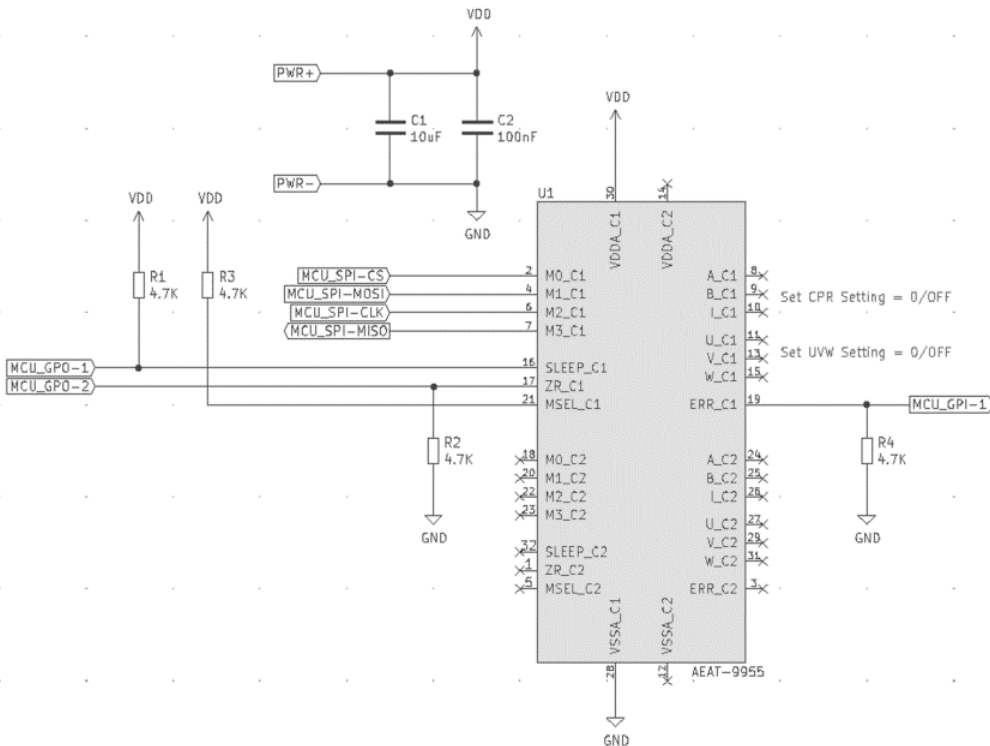 VDD
PWR+
C1
10uF
C2
100nF
PWR-
GND
VDD
VDD
VDD
R1
4.7K
R3
4.7K
U1
30
14
VDDA_C1
VDDA_C2
MCU_SPI-CS
2
M0_C1
MCU_SPI-MOSI
4
M1_C1
MCU_SPI-CLK
6
M2_C1
MCU_SPI-MISO
7
M3_C1
MCU_GPO-1
16
SLEEP_C1
MCU_GPO-2
17
ZR_C1
21
MSEL_C1
R2
4.7K
GND
18
M0_C2
20
M1_C2
22
M2_C2
23
M3_C2
32
SLEEP_C2
1
ZR_C2
5
MSEL_C2
A_C1
8
B_C1
9
I_C1
10
Set CPR Setting = 0/OFF
U_C1
11
V_C1
13
W_C1
15
Set UVW Setting = 0/OFF
ERR_C1
19
MCU_GPI-1
R4
4.7K
GND
A_C2
24
B_C2
25
I_C2
26
U_C2
27
V_C2
29
W_C2
31
ERR_C2
3
VSSA_C1
VSSA_C2
28
12
AEAT-9955
GND